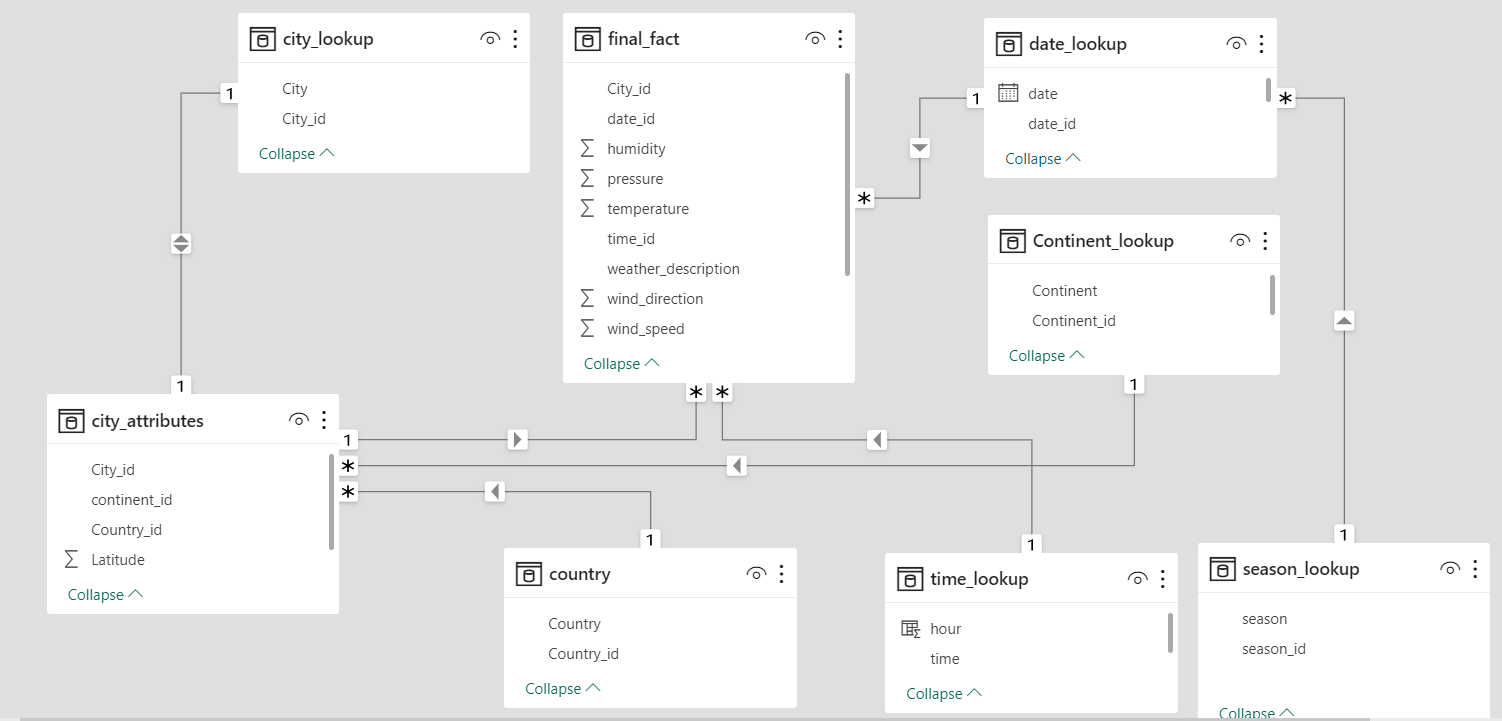 city_lookup
City
City_id
Collapse
final_fact
City_id
date_id
humidity
pressure
temperature
time_id
weather_description
wind_direction
wind_speed
Collapse
date_lookup
date
date_id
Collapse
Continent_lookup
Continent
Continent_id
Collapse
1
1
1
*
*
1
*
*
1
1
*
*
1
1
1
city_attributes
City_id
continent_id
Country_id
Latitude
Collapse
country
Country
Country_id
Collapse
time_lookup
hour
time
Collapse
season_lookup
season
season_id
Collapse